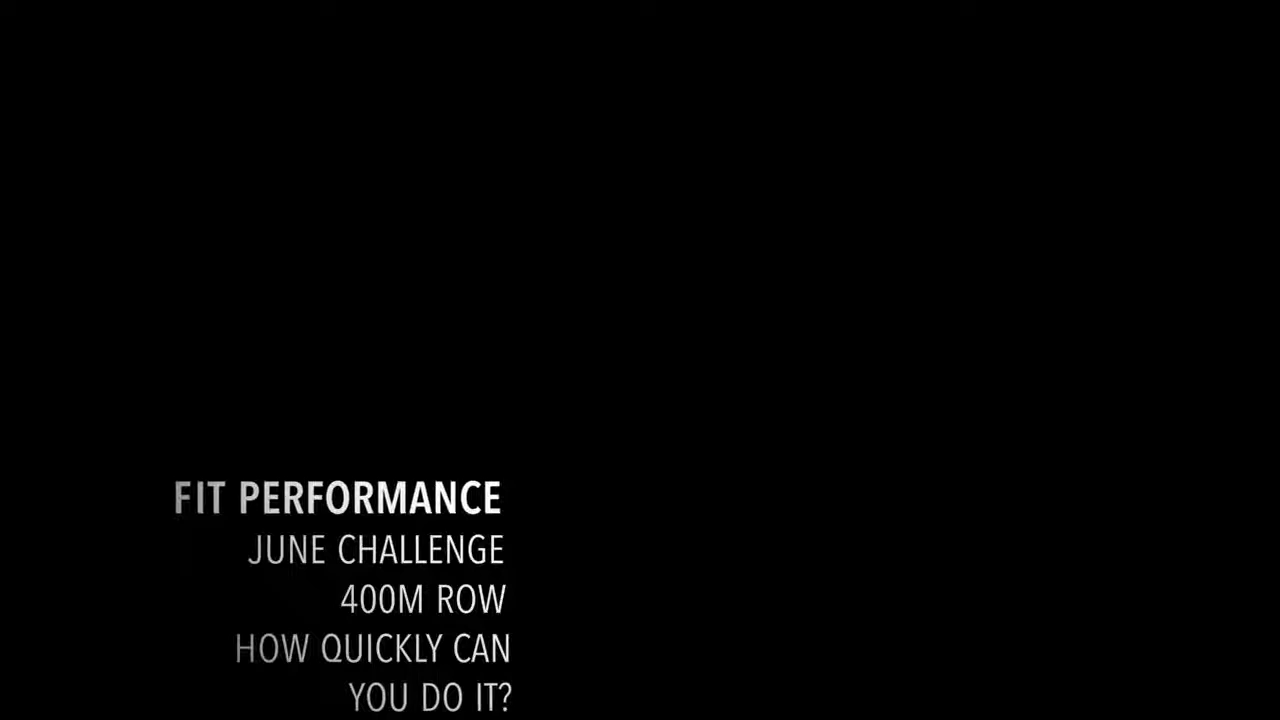 FIT PERFORMANCE
JUNE CHALLENGE
400M ROW
HOW QUICKLY CAN
YOU DO IT?